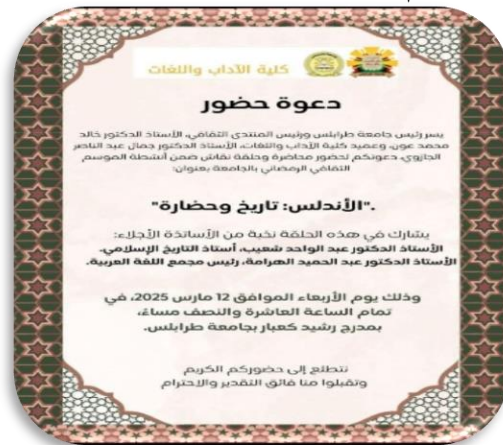 كلية الآداب واللغات
دعوة حضور
يسر رئيس جامعة طرابلس ورئيس المنتدى الثقافي، الأستاذ الدكتور خالد
محمد عون، وعميد كلية الآداب واللغات، الأستاذ الدكتور جمال عبد الناصر
الجازوي، دعوتكم لحضور محاضرة وحلقة نقاش ضمن أنشطة الموسم
الثقافي الرمضاني بالجامعة بعنوان:
"الأندلس: تاريخ وحضارة".
يشارك في هذه الحلقة نخبة من الأساتذة الأجلاء:
الأستاذ الدكتور عبد الواحد شعيب، أستاذ التاريخ الإسلامي.
الأستاذ الدكتور عبد الحميد الهرامة، رئيس مجمع اللغة العربية.
وذلك يوم الأربعاء الموافق 12 مارس 2025، في
تمام الساعة العاشرة والنصف مساءً،
بمدرج رشيد كعبار بجامعة طرابلس.
نتطلع إلى حضوركم الكريم
وتقبلوا منا فائق التقدير والاحترام